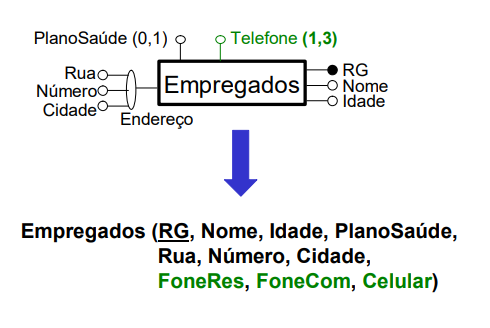 PlanoSaúde (0,1)
Telefone (1,3)
Rua
Número
Cidade
Endereço
Empregados
RG
Nome
Idade
Empregados (RG, Nome, Idade, PlanoSaúde,
Rua, Número, Cidade,
FoneRes, FoneCom, Celular)